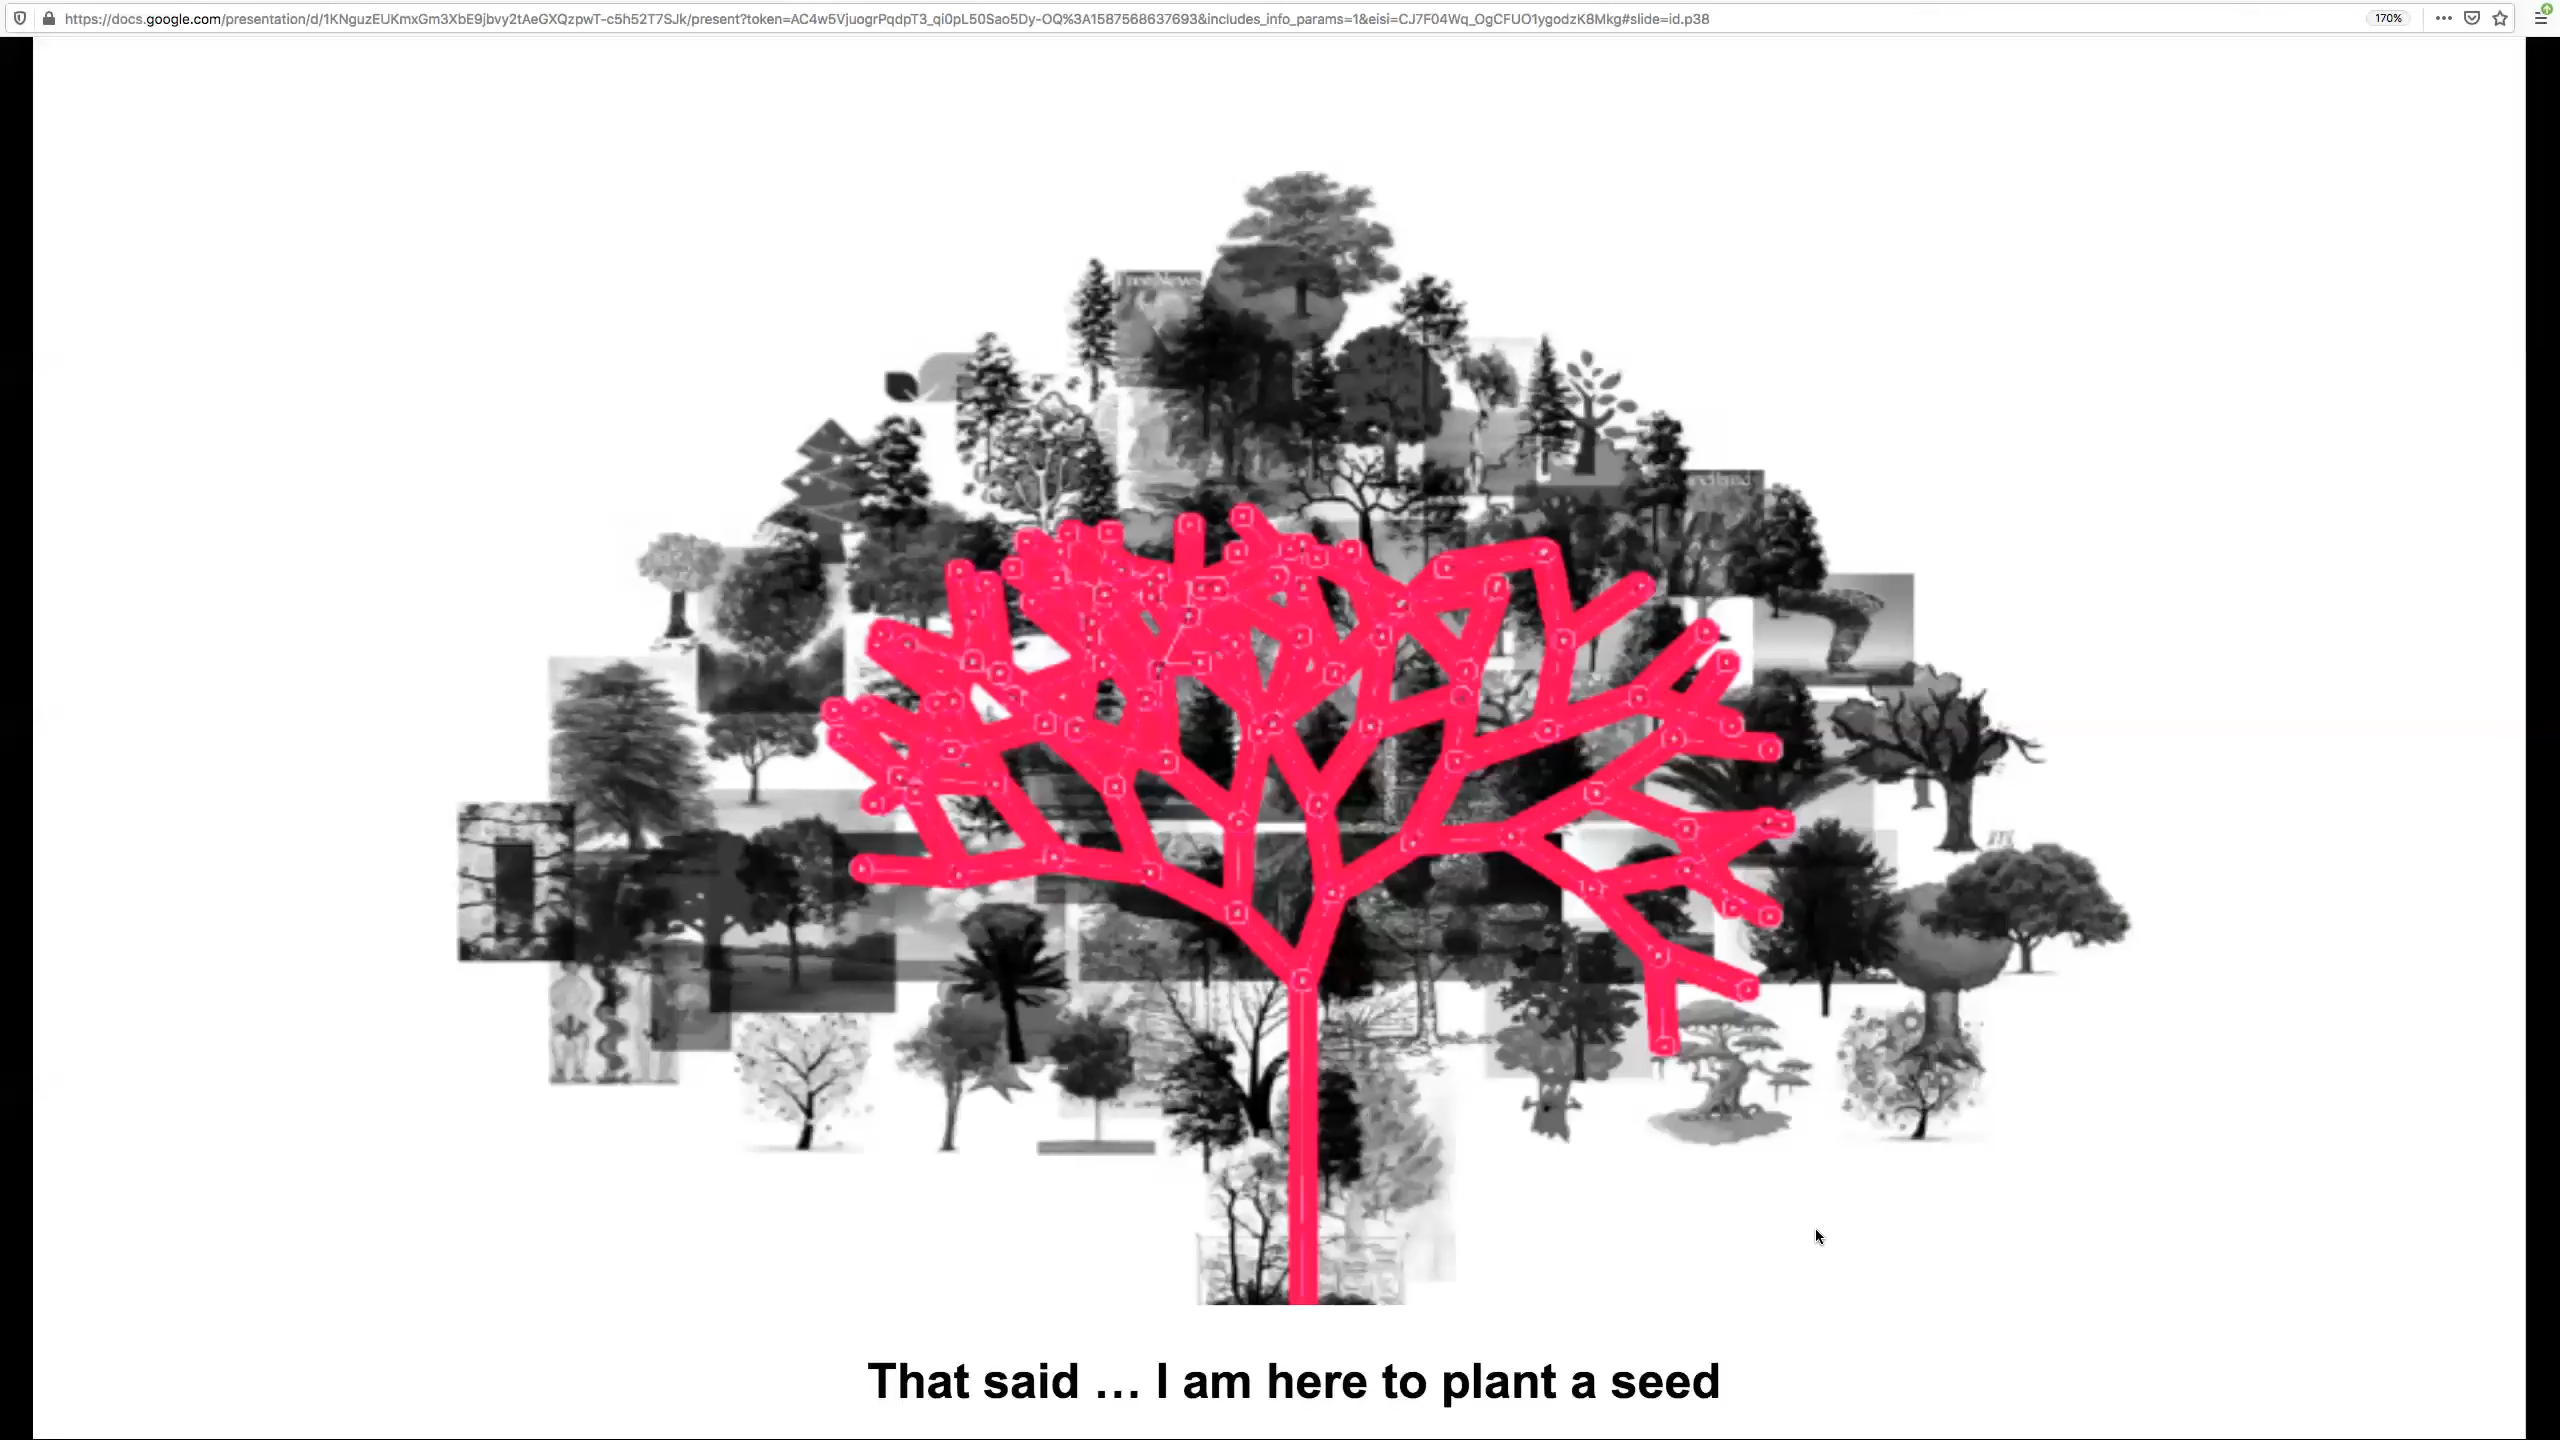 https://docs.google.com/presentation/d/1KNguzEUKmxGm3XbE9jbvy2tAeGXQzpwT-c5h52T7SJk/present?token=AC4w5VjuogrPqdpT3_qi0pL50Sao5Dy-OQ%3A1587568637693&includes_info_params=1&eisi=CJ7F04Wq_OgCFUO1ygodzK8Mkg#slide=id.p38
170%
That said … I am here to plant a seed